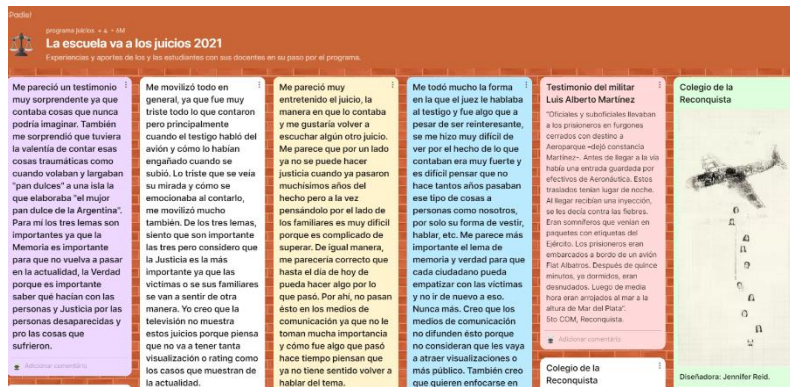 Padlet
programa juicios + 4 • 6M
La escuela va a los juicios 2021
Experiencias y aportes de los y las estudiantes con sus docentes en su paso por el programa.
Me pareció un testimonio
muy sorprendente ya que
contaba cosas que nunca
podría imaginar. También
me sorprendió que tuviera
la valentía de contar esas
cosas traumáticas como
cuando volaban y largaban
"pan dulces" a una isla la
que elaboraba "el mejor
pan dulce de la Argentina".
Para mí los tres lemas son
importantes ya que la
Memoria es importante
para que no vuelva a pasar
en la actualidad, la Verdad
porque es importante
saber qué hacían con las
personas y Justicia por las
personas desaparecidas y
pro las cosas que
sufrieron.
Adicionar comentário
Me movilizó todo en
general, ya que fue muy
triste todo lo que contaron
pero principalmente
cuando el testigo habló del
avión y cómo lo habían
engañado cuando se
subió. Lo triste que se veía
su mirada y cómo se
emocionaba al contarlo,
me movilizó mucho
también. De los tres lemas,
siento que son importante
las tres pero considero que
la Justicia es la más
importante ya que las
víctimas o se sus familiares
se van a sentir de otra
manera. Yo creo que la
televisión no muestra
estos juicios porque piensa
que no va a tener tanta
visualización o rating como
los casos que muestran de
la actualidad.
Me pareció muy
entretenido el juicio, la
manera en que lo contaba
y me gustaría volver a
escuchar algún otro juicio.
Me parece que por un lado
ya no se puede hacer
justicia cuando ya pasaron
muchísimos años del
hecho pero a la vez
pensándolo por el lado de
los familiares es muy difícil
porque es complicado de
superar. De igual manera,
me parecería correcto que
hasta el día de hoy de
pueda hacer algo por lo
que pasó. Por ahí, no pasan
ésto en los medios de
comunicación ya que no le
toman mucha importancia
y cómo fue algo que pasó
hace tiempo piensan que
ya no tiene sentido volver a
hablar del tema.
Me todó mucho la forma
en la que el juez le hablaba
al testigo y fue algo que a
pesar de ser reinteresante,
se me hizo muy difícil de
ver por el hecho de lo que
contaban era muy fuerte y
es difícil pensar que no
hace tantos años pasaban
ese tipo de cosas a
personas como nosotros,
por solo su forma de vestir,
hablar, etc. Me parece más
importante el lema de
memoria y verdad para que
cada ciudadano pueda
empatizar con las víctimas
y no ir de nuevo a eso.
Nunca más. Creo que los
medios de comunicación
no difunden ésto porque
no consideran que les vaya
a atraer visualizaciones o
más público. También creo
que quieren enfocarse en
Testimonio del militar
Luis Alberto Martínez
"Oficiales y suboficiales llevaban
a los prisioneros en furgones
cerrados con destino a
Aeroparque –dejó constancia
Martínez-. Antes de llegar a la vía
había una entrada guardada por
efectivos de Aeronáutica. Estos
traslados tenían lugar de noche.
Al llegar recibían una inyección,
se les decía contra las fiebres.
Eran somníferos que venían en
paquetes con etiquetas del
Ejército. Los prisioneros eran
embarcados a bordo de un avión
Fiat Albatros. Después de quince
minutos, ya dormidos, eran
desnudados. Luego de media
hora eran arrojados al mar a la
altura de Mar del Plata".
5to COM, Reconquista.
Adicionar comentário
Colegio de la
Reconquista
Colegio de la
Reconquista
Diseñadora: Jennifer Reid.